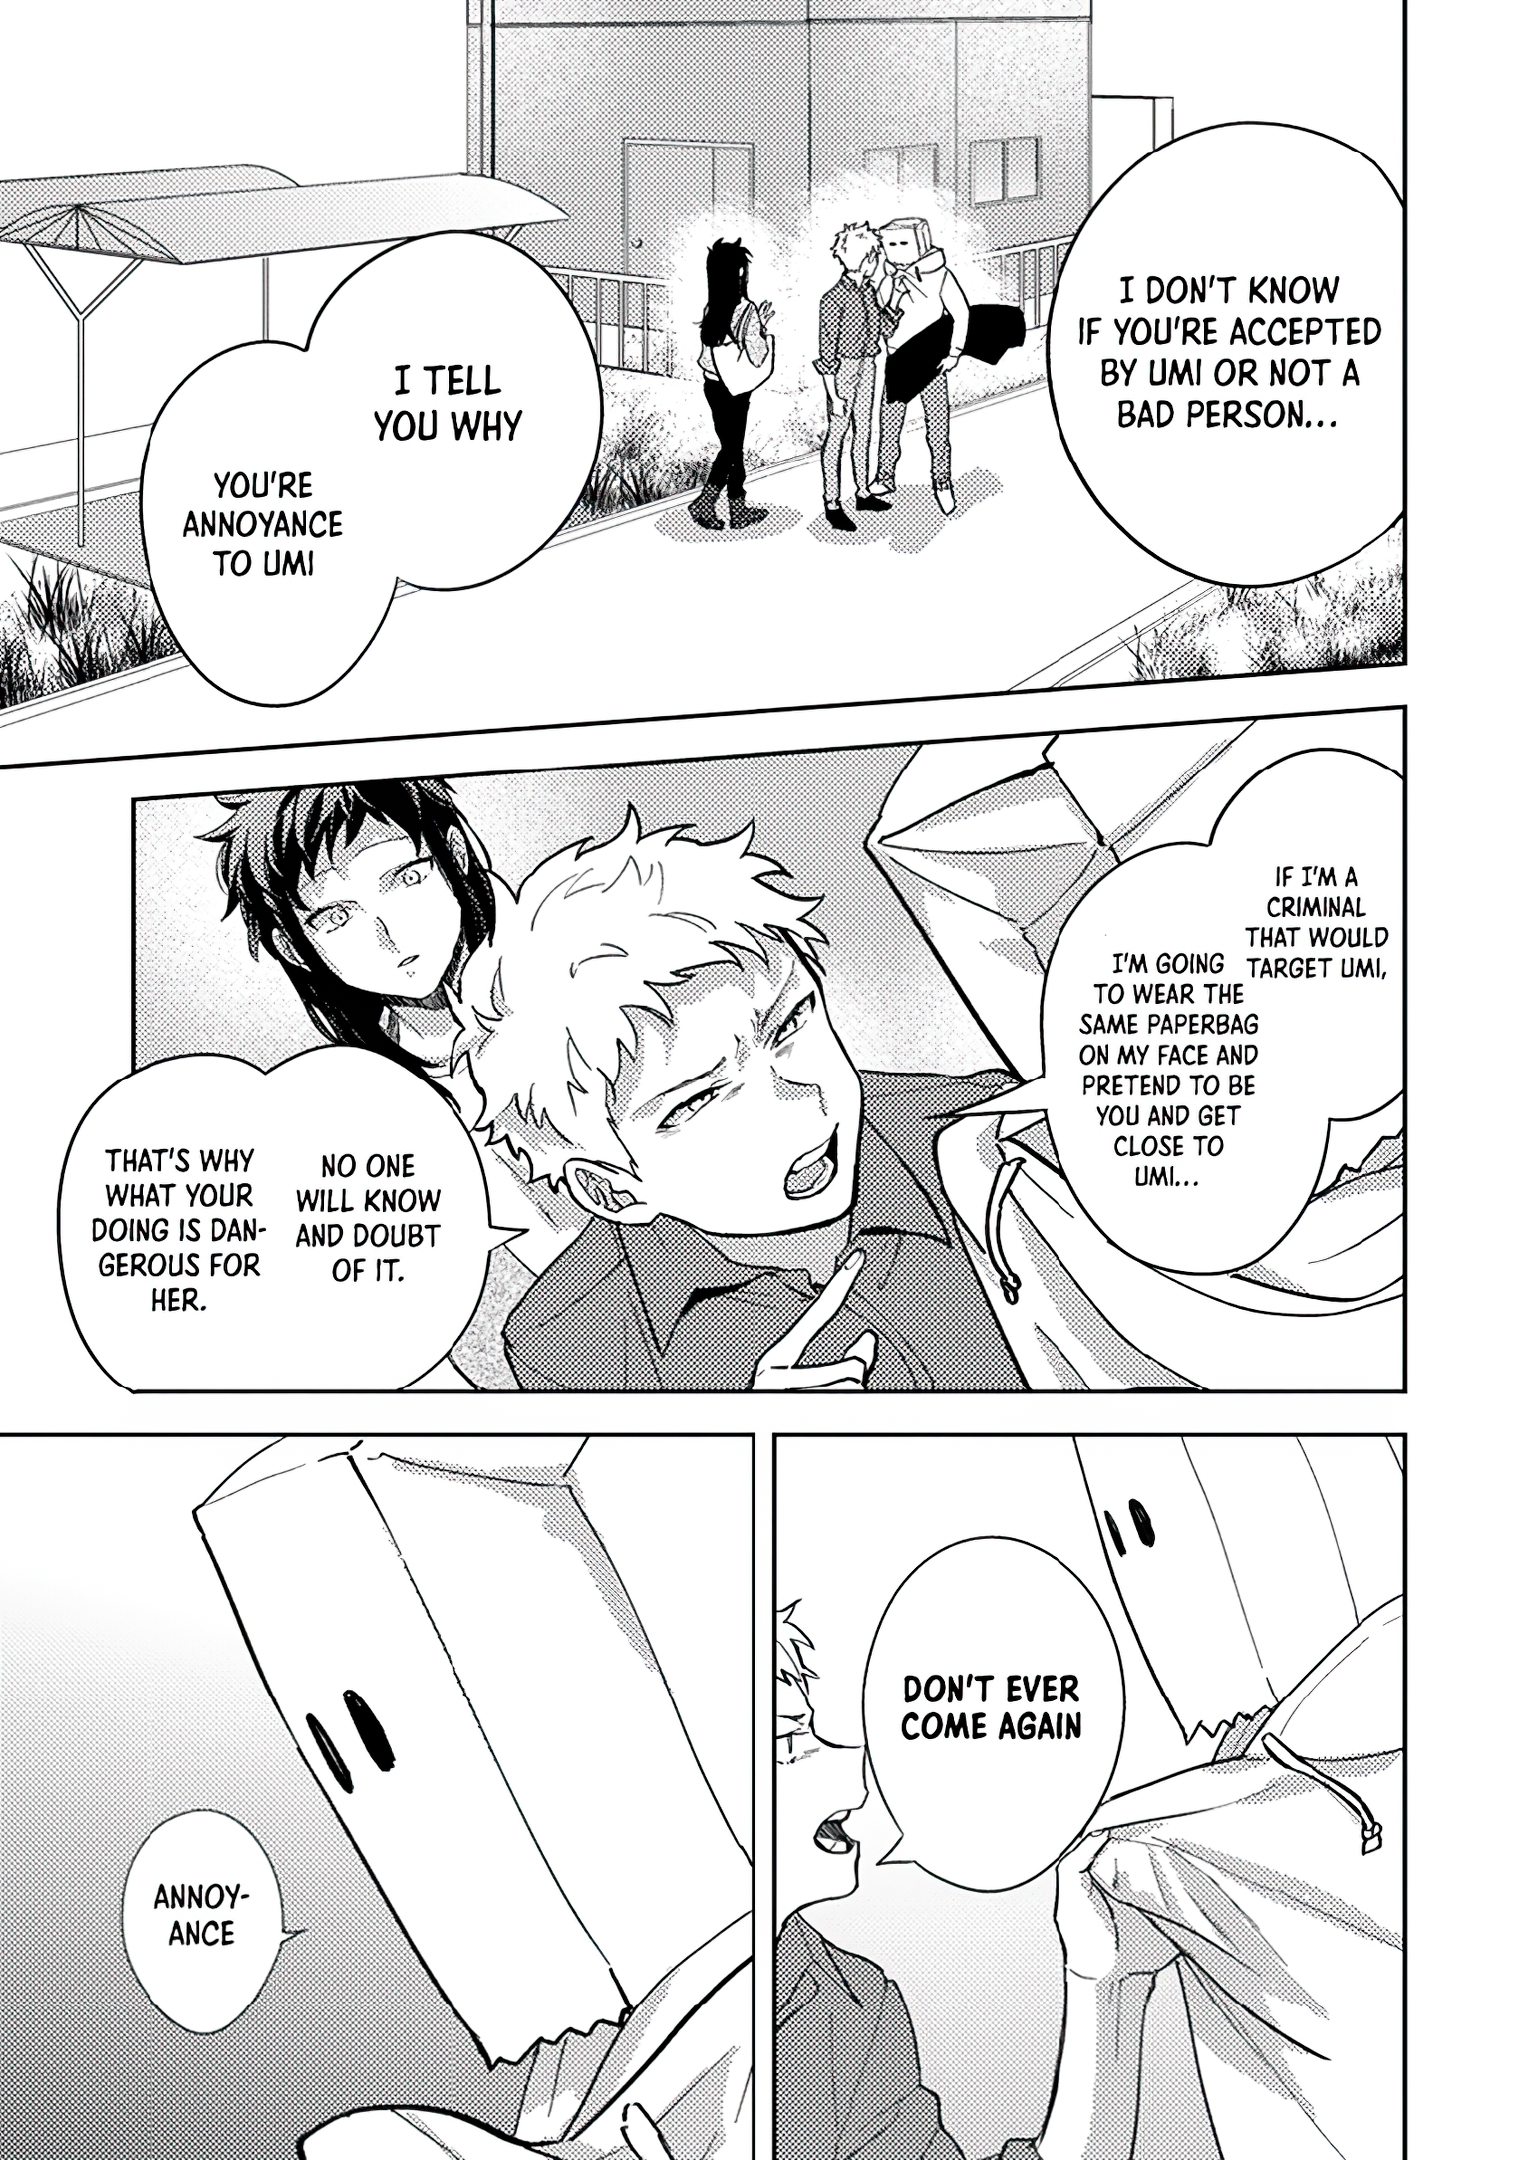 I DON'T KNOW
IF YOU'RE ACCEPTED
BY UMI OR NOT A
BAD PERSON...
I TELL
YOU WHY
YOU'RE
ANNOYANCE
TO UMI
IF I'M A
CRIMINAL
THAT WOULD
TARGET UMI,
I'M GOING
TO WEAR THE
SAME PAPERBAG
ON MY FACE AND
PRETEND TO BE
YOU AND GET
CLOSE TO
UMI...
NO ONE
WILL KNOW
AND DOUBT
OF IT.
THAT'S WHY
WHAT YOUR
DOING IS DAN-
GEROUS FOR
HER.
DON'T EVER
COME AGAIN
ANNOY-
ANCE